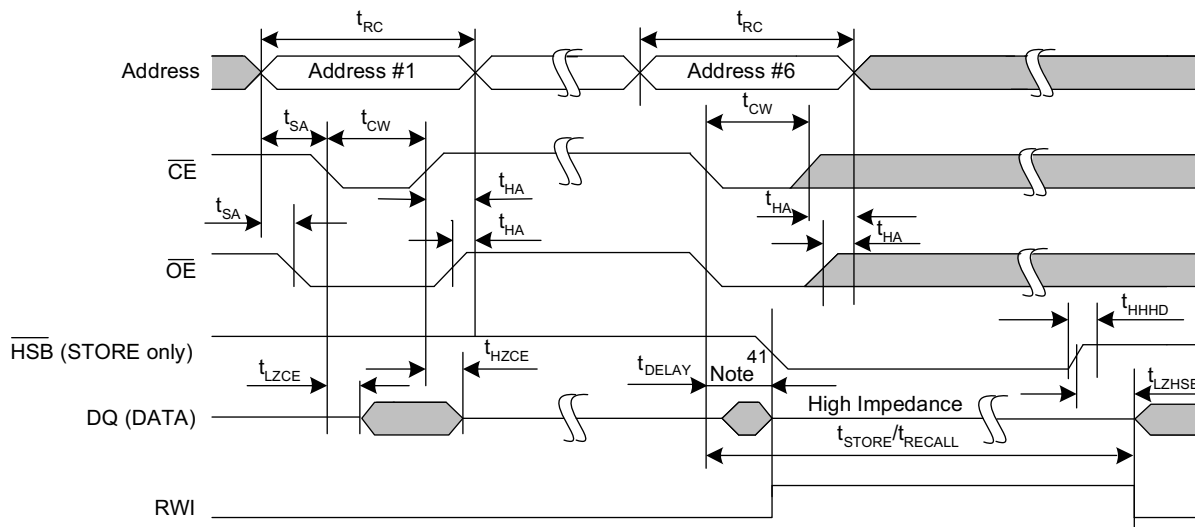 tRC tRC
Address Address #1 Address #6
tCW
tSA tCW
CE
tHA
tSA tHA
tHA tHA
OE
tHHHD
HSB (STORE only)
tHZCE 41
tLZCE tDELAY Note tLZHSB
DQ (DATA) High Impedance
tSTORE/tRECALL
RWI